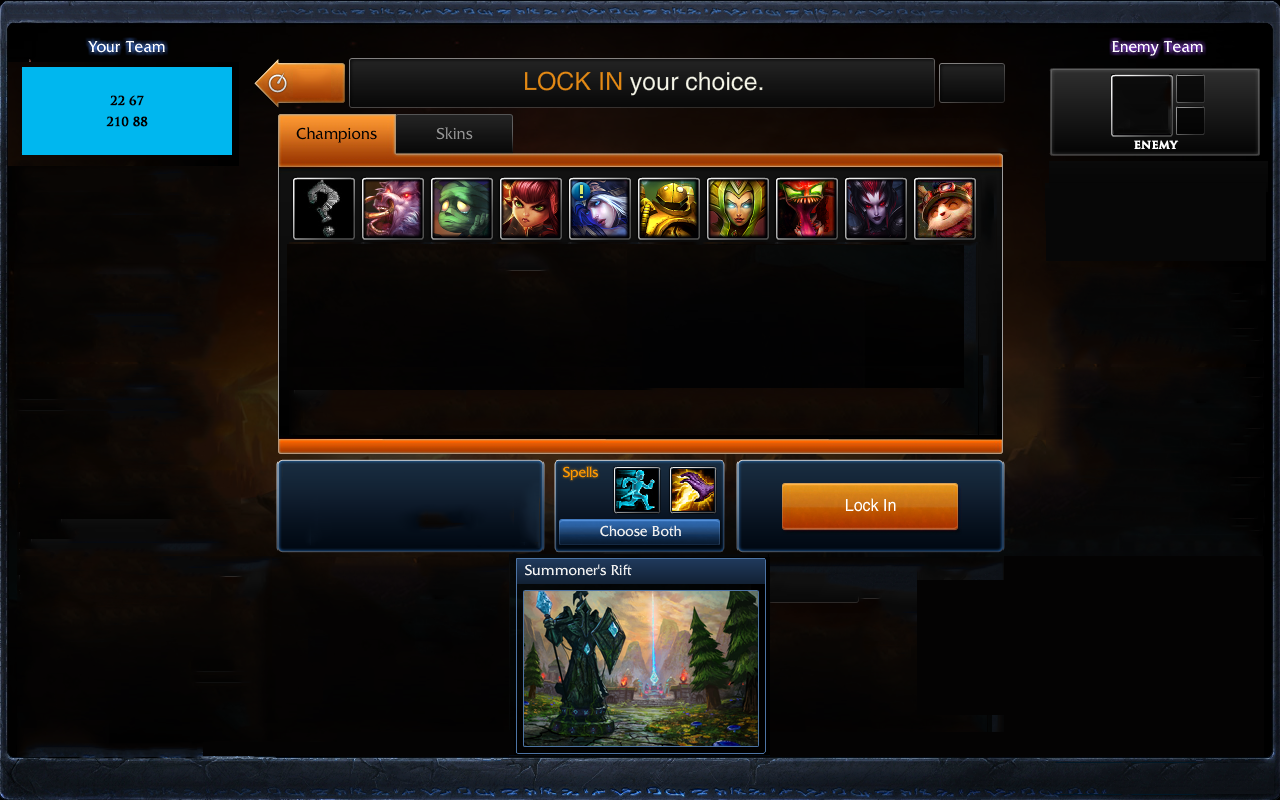 Your Team
Enemy Team
22 67
210 88
LOCK IN your choice.
ENEMY
Champions
Skins
Spells
Choose Both
Lock In
Summoner's Rift